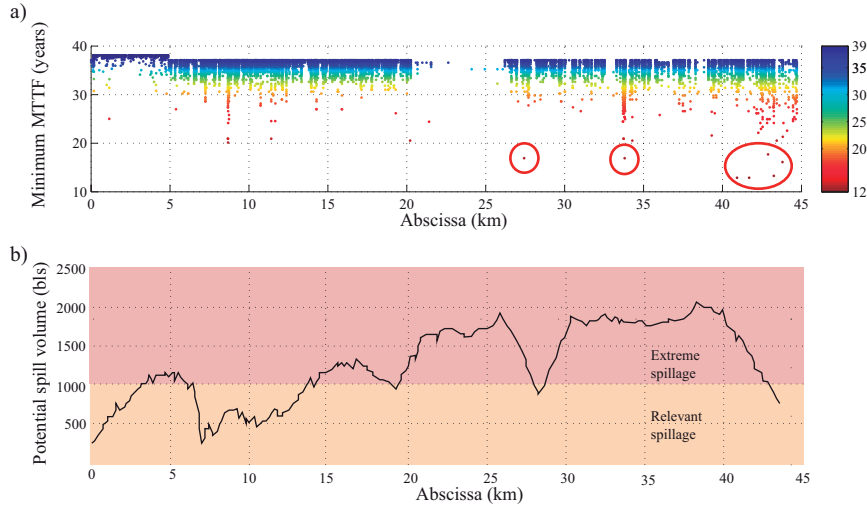 a)
Minimum MTTF (years)
40
30
20
10
0 5 10 15 20 25 30 35 40 45
Abscissa (km)
39
35
30
25
20
12
b)
Potential spill volume (bls)
2500
2000
1500
1000
500
Extreme
spillage
Relevant
spillage
0 5 10 15 20 25 30 35 40 45
Abscissa (km)